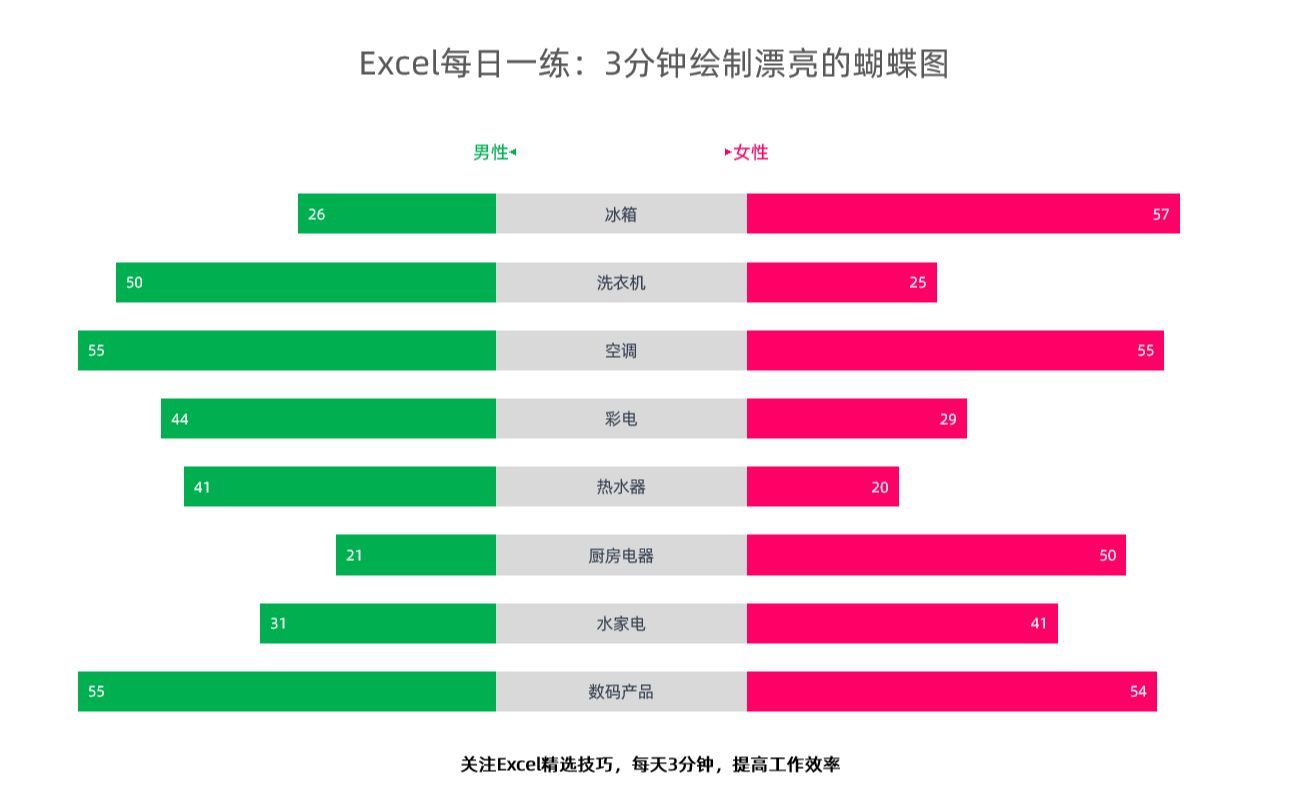 Excel每日一练：3分钟绘制漂亮的蝴蝶图
男性◂ ▸女性
26 冰箱 57
50 洗衣机 25
55 空调 55
44 彩电 29
41 热水器 20
21 厨房电器 50
31 水家电 41
55 数码产品 54
关注Excel精选技巧，每天3分钟，提高工作效率